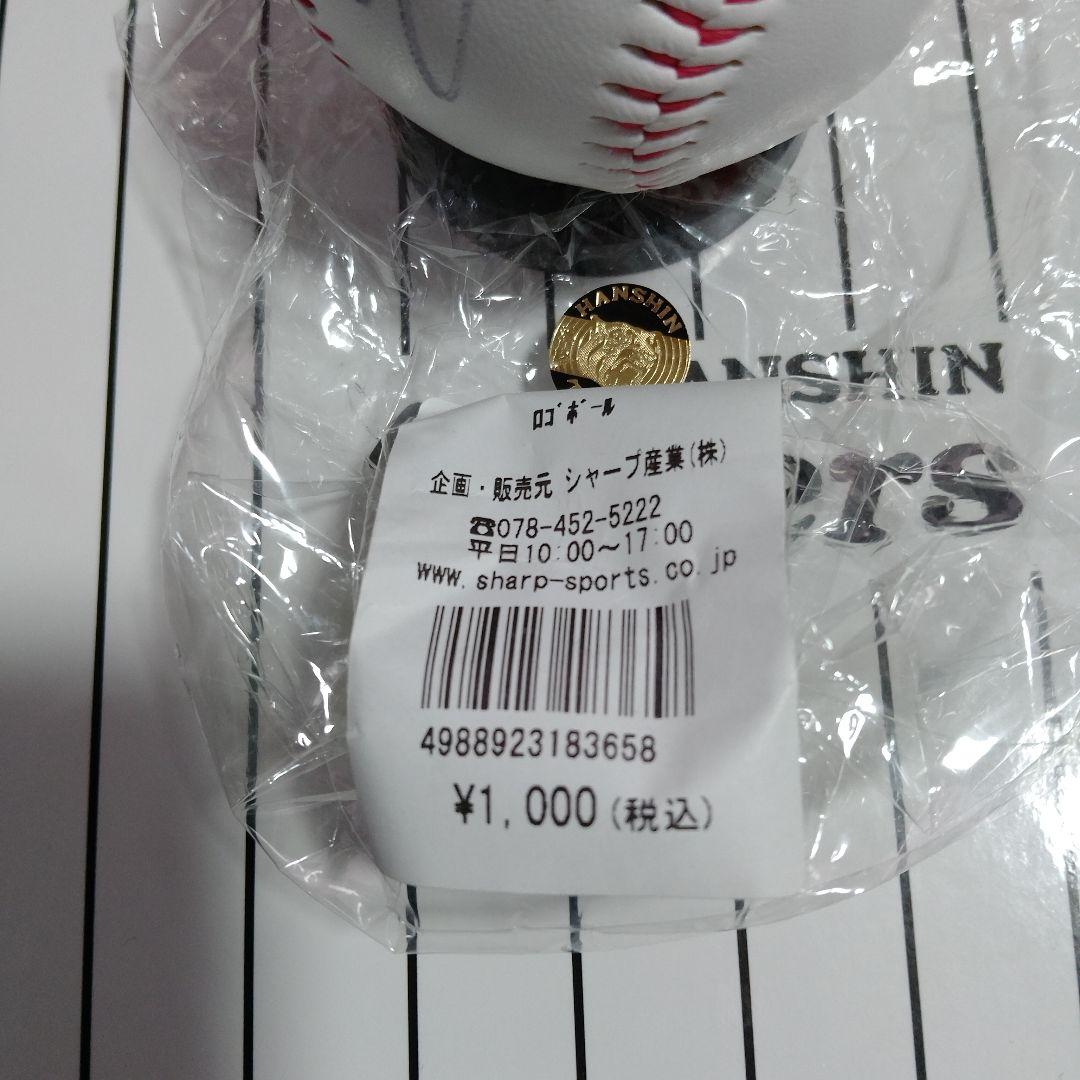 HANSHIN
ロゴボール
企画・販売元 シャープ産業(株)
☎078-452-5222
平日10:00～17:00
www.sharp-sports.co.jp
4988923183658
¥1,000(税込)
ANSHIN
ers